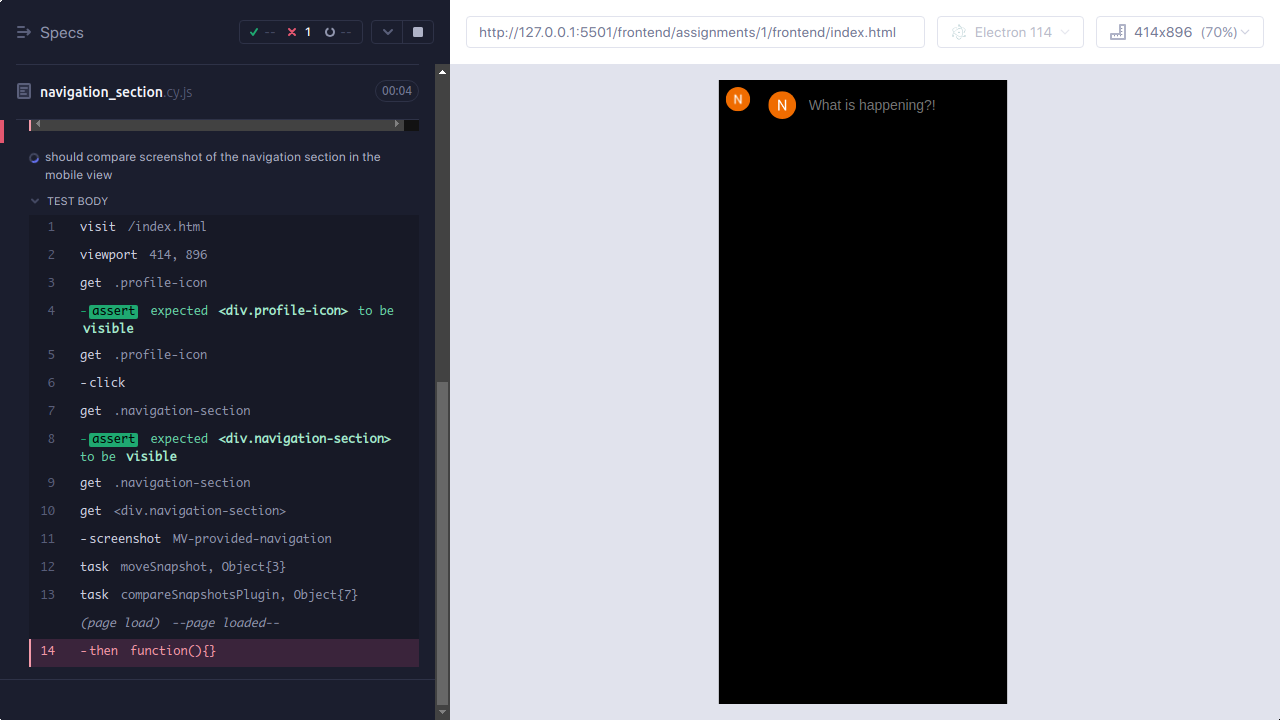 Specs
-- 1 --
http://127.0.0.1:5501/frontend/assignments/1/frontend/index.html
Electron 114
414x896 (70%)
navigation_section.cy.js
00:04
should compare screenshot of the navigation section in the
mobile view
TEST BODY
1 visit /index.html
2 viewport 414, 896
3 get .profile-icon
4 -assert expected <div.profile-icon> to be
visible
5 get .profile-icon
6 -click
7 get .navigation-section
8 -assert expected <div.navigation-section>
to be visible
9 get .navigation-section
10 get <div.navigation-section>
11 -screenshot MV-provided-navigation
12 task moveSnapshot, Object{3}
13 task compareSnapshotsPlugin, Object{7}
(page load) --page loaded--
14 -then function(){}
N
N
What is happening?!